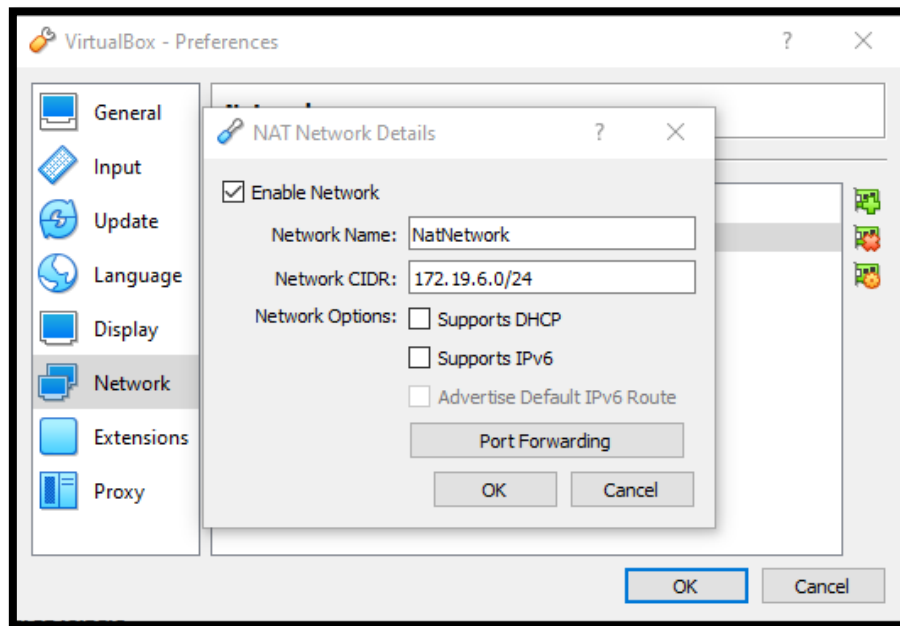 VirtualBox - Preferences
?
General
Input
Update
Language
Display
Network
Extensions
Proxy
NAT Network Details
?
Enable Network
Network Name: NatNetwork
Network CIDR: 172.19.6.0/24
Network Options: Supports DHCP
Supports IPv6
Advertise Default IPv6 Route
Port Forwarding
OK Cancel
OK Cancel